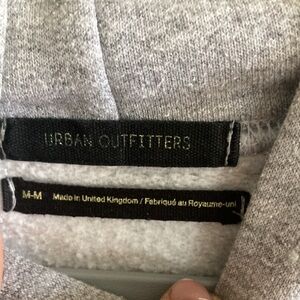 URBAN OUTFITTERS
M-M Made in United Kingdom / Fabriqué au Royaume-uni